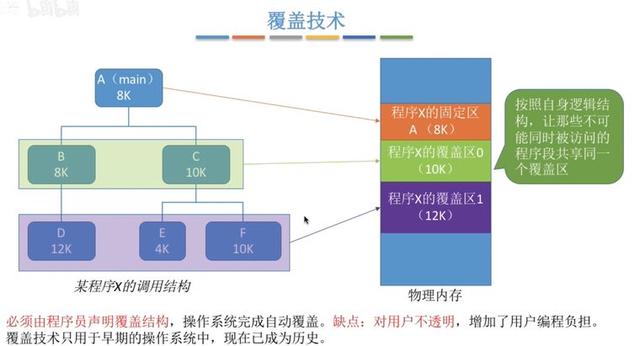 覆盖技术
A（main）
8K
B
8K
C
10K
D
12K
E
4K
F
10K
某程序X的调用结构
程序X的固定区
A （8K）
程序X的覆盖区0
（10K）
程序X的覆盖区1
（12K）
物理内存
按照自身逻辑结
构，让那些不可
能同时被访问的
程序段共享同一
个覆盖区
必须由程序员声明覆盖结构，操作系统完成自动覆盖。缺点：对用户不透明，增加了用户编程负担。
覆盖技术只用于早期的操作系统中，现在已成为历史。